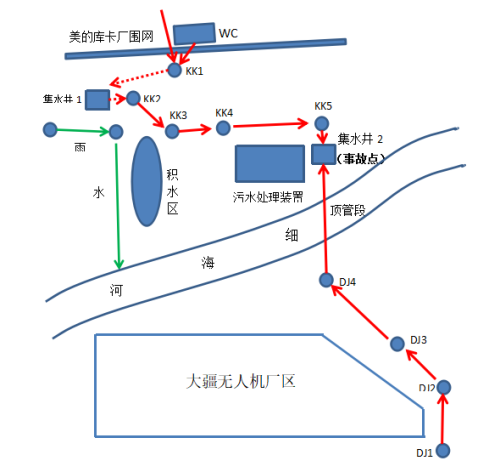 美的库卡厂围网
WC
KK1
集水井 1
KK2
KK3
KK4
KK5
集水井 2
（事故点）
雨
水
积
水
区
污水处理装置
顶管段
细
海
河
DJ4
DJ3
大疆无人机厂区
DJ2
DJ1